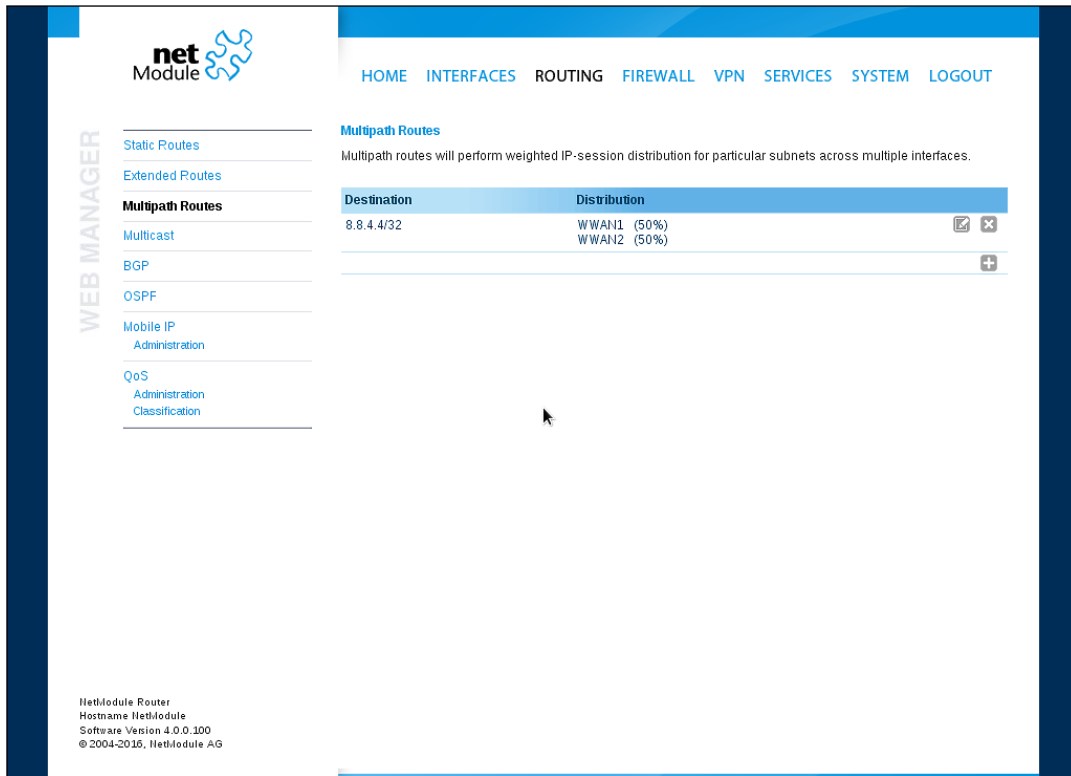 net
Module
HOME INTERFACES ROUTING FIREWALL VPN SERVICES SYSTEM LOGOUT
WEB MANAGER
Static Routes
Extended Routes
Multipath Routes
Multicast
BGP
OSPF
Mobile IP
Administration
QoS
Administration
Classification
Multipath Routes
Multipath routes will perform weighted IP-session distribution for particular subnets across multiple interfaces.
Destination Distribution
8.8.4.4/32 WWAN1 (50%)
WWAN2 (50%)
NetModule Router
Hostname NetModule
Software Version 4.0.0.100
© 2004-2016, NetModule AG